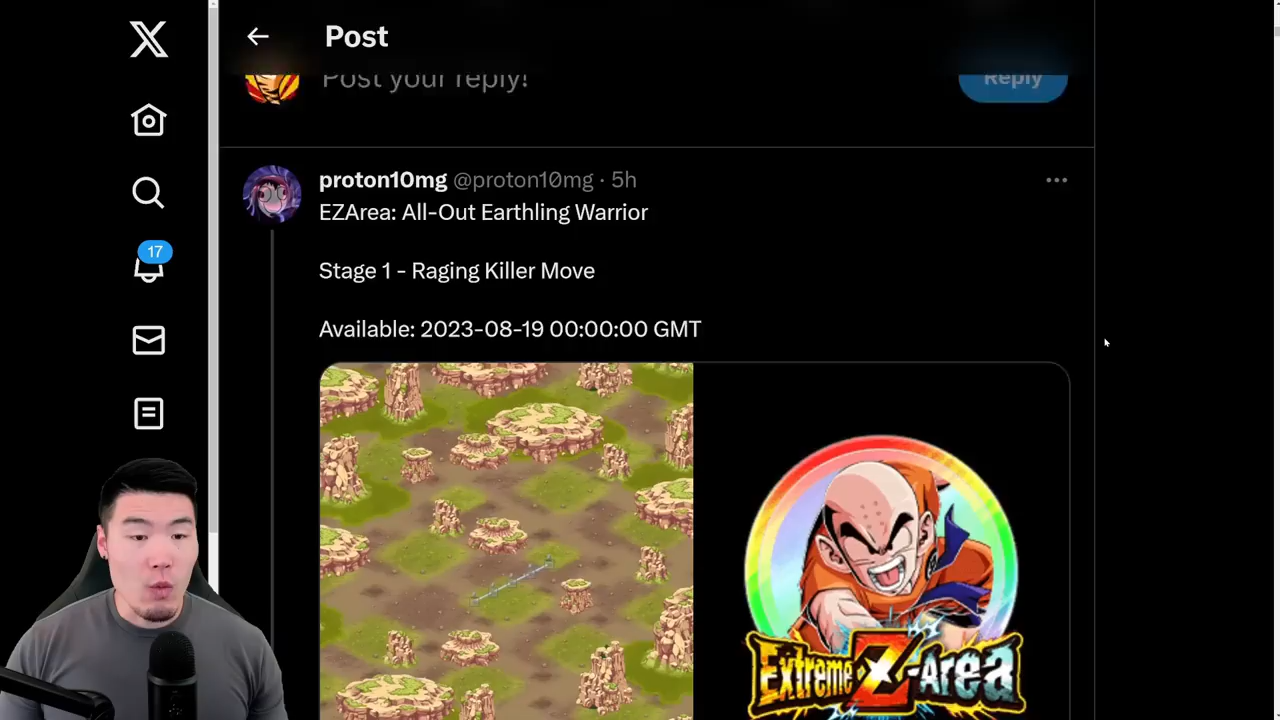 Post
Post your reply!
Reply
17
proton10mg @proton10mg · 5h
EZArea: All-Out Earthling Warrior
Stage 1 - Raging Killer Move
Available: 2023-08-19 00:00:00 GMT
Extreme Z-Area